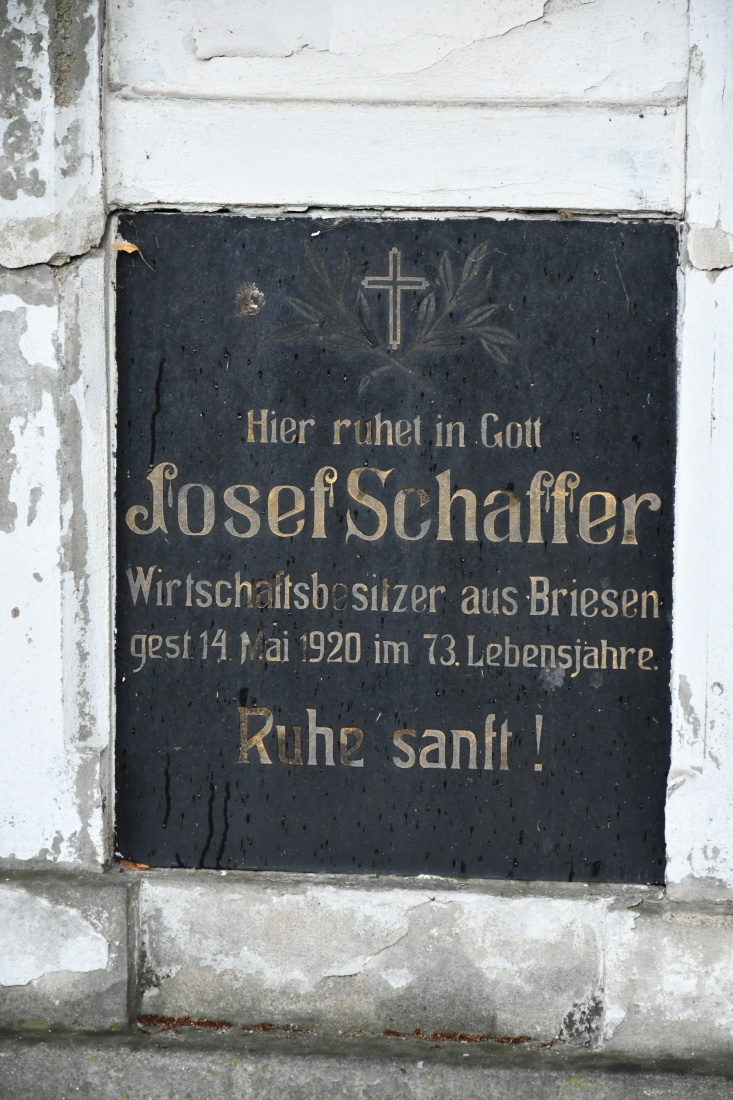 Hier ruhet in Gott
Josef Schaffer
Wirtschaftsbesitzer aus Briesen
gest. 14. Mai 1920 im 73. Lebensjahre.
Ruhe sanft!